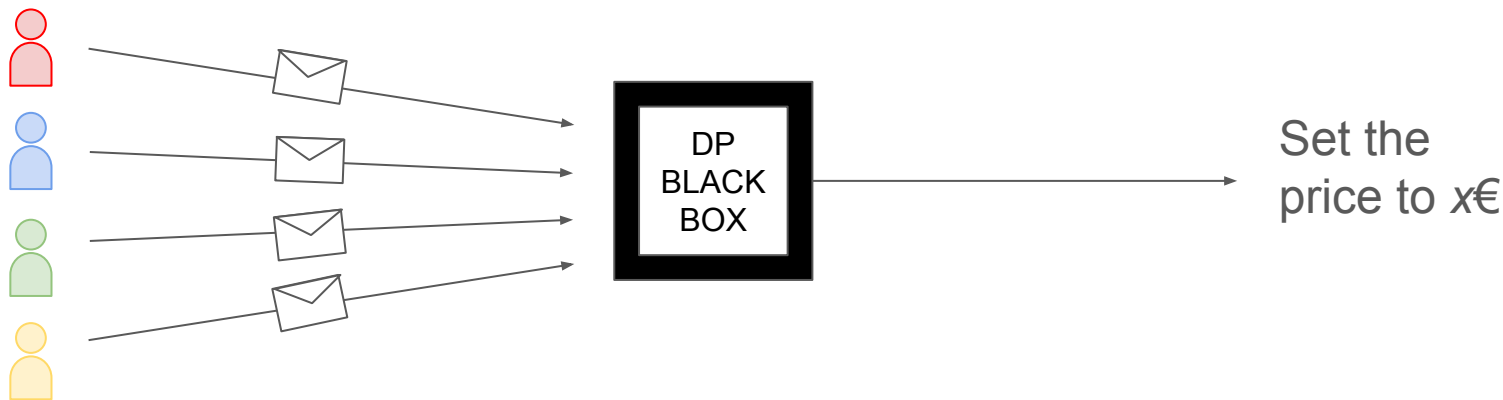 DP
BLACK
BOX
Set the
price to x€